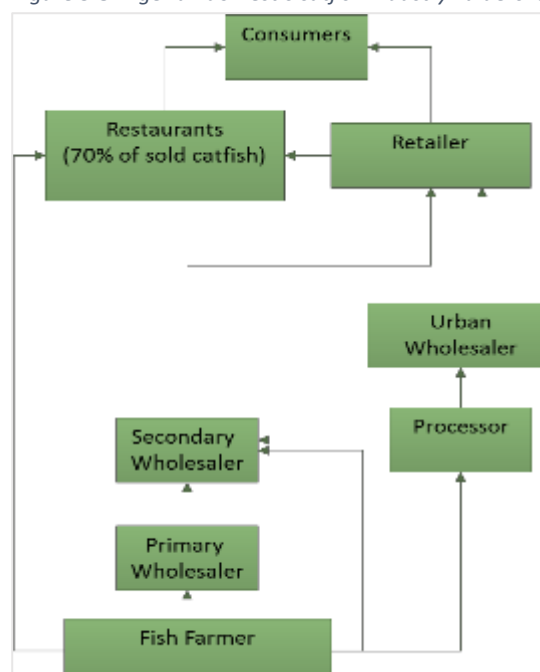 Consumers
Restaurants
(70% of sold catfish)
Retailer
Urban
Wholesaler
Secondary
Wholesaler
Processor
Primary
Wholesaler
Fish Farmer